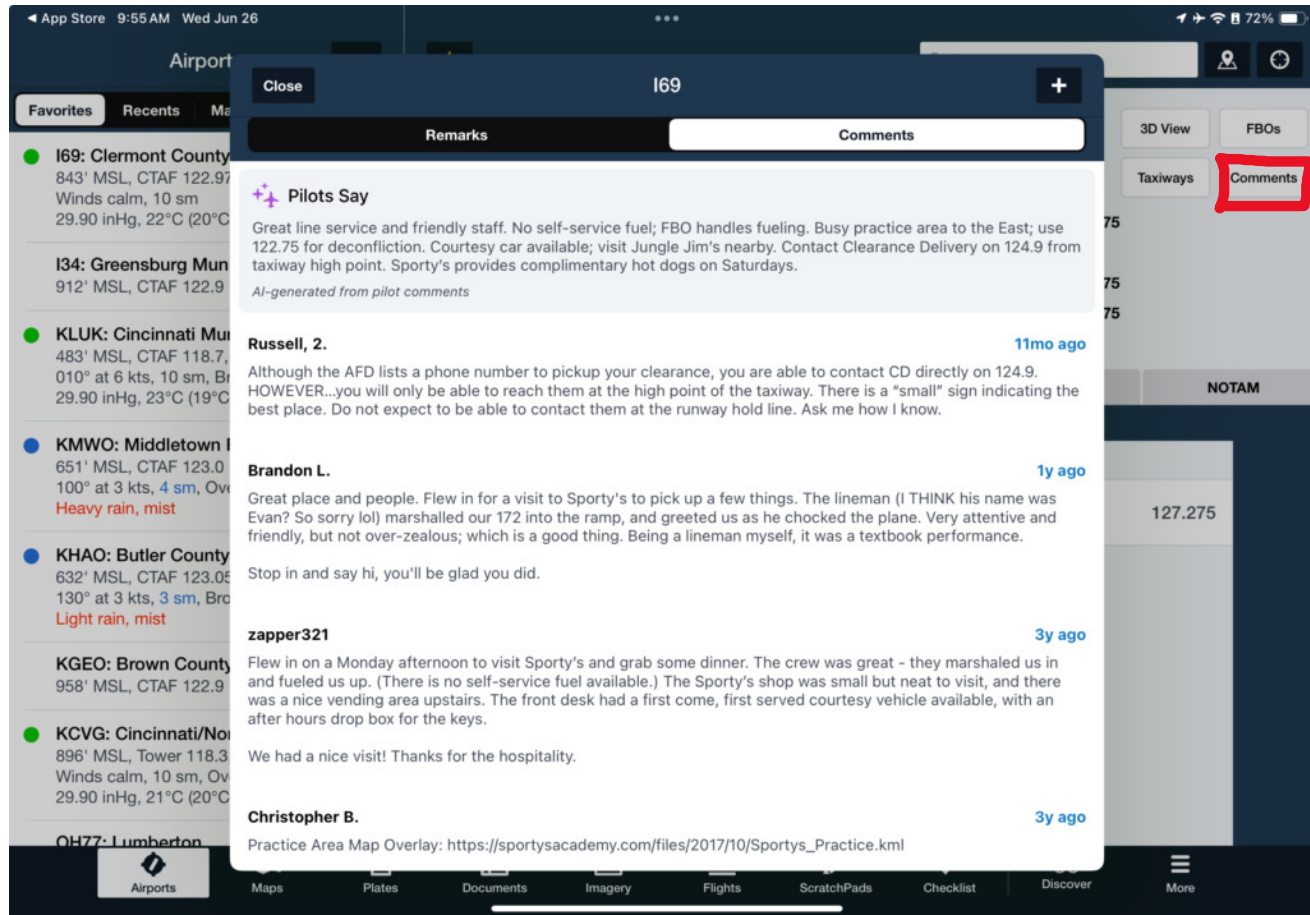 App Store 9:55 AM Wed Jun 26
72%
Airport
Close
I69
+
Favorites Recents Ma
Remarks
Comments
3D View
FBOs
Taxiways
Comments
I69: Clermont County
843' MSL, CTAF 122.97
Winds calm, 10 sm
29.90 inHg, 22°C (20°C
I34: Greensburg Mun
912' MSL, CTAF 122.9
KLUK: Cincinnati Mun
483' MSL, CTAF 118.7,
010° at 6 kts, 10 sm, Br
29.90 inHg, 23°C (19°C
KMWO: Middletown
651' MSL, CTAF 123.0
100° at 3 kts, 4 sm, Ove
Heavy rain, mist
KHAO: Butler County
632' MSL, CTAF 123.05
130° at 3 kts, 3 sm, Bro
Light rain, mist
KGEO: Brown County
958' MSL, CTAF 122.9
KCVG: Cincinnati/Nor
896' MSL, Tower 118.3
Winds calm, 10 sm, Ov
29.90 inHg, 21°C (20°C
OH77: Lumberton
Pilots Say
Great line service and friendly staff. No self-service fuel; FBO handles fueling. Busy practice area to the East; use
122.75 for deconfliction. Courtesy car available; visit Jungle Jim's nearby. Contact Clearance Delivery on 124.9 from
taxiway high point. Sporty's provides complimentary hot dogs on Saturdays.
AI-generated from pilot comments
Russell, 2.
11mo ago
Although the AFD lists a phone number to pickup your clearance, you are able to contact CD directly on 124.9.
HOWEVER...you will only be able to reach them at the high point of the taxiway. There is a “small” sign indicating the
best place. Do not expect to be able to contact them at the runway hold line. Ask me how I know.
Brandon L.
1y ago
Great place and people. Flew in for a visit to Sporty's to pick up a few things. The lineman (I THINK his name was
Evan? So sorry lol) marshalled our 172 into the ramp, and greeted us as he chocked the plane. Very attentive and
friendly, but not over-zealous; which is a good thing. Being a lineman myself, it was a textbook performance.
Stop in and say hi, you'll be glad you did.
zapper321
3y ago
Flew in on a Monday afternoon to visit Sporty’s and grab some dinner. The crew was great - they marshaled us in
and fueled us up. (There is no self-service fuel available.) The Sporty’s shop was small but neat to visit, and there
was a nice vending area upstairs. The front desk had a first come, first served courtesy vehicle available, with an
after hours drop box for the keys.
We had a nice visit! Thanks for the hospitality.
Christopher B.
3y ago
Practice Area Map Overlay: https://sportysacademy.com/files/2017/10/Sportys_Practice.kml
75
75
75
NOTAM
127.275
Airports
Maps
Plates
Documents
Imagery
Flights
ScratchPads
Checklist
Discover
More